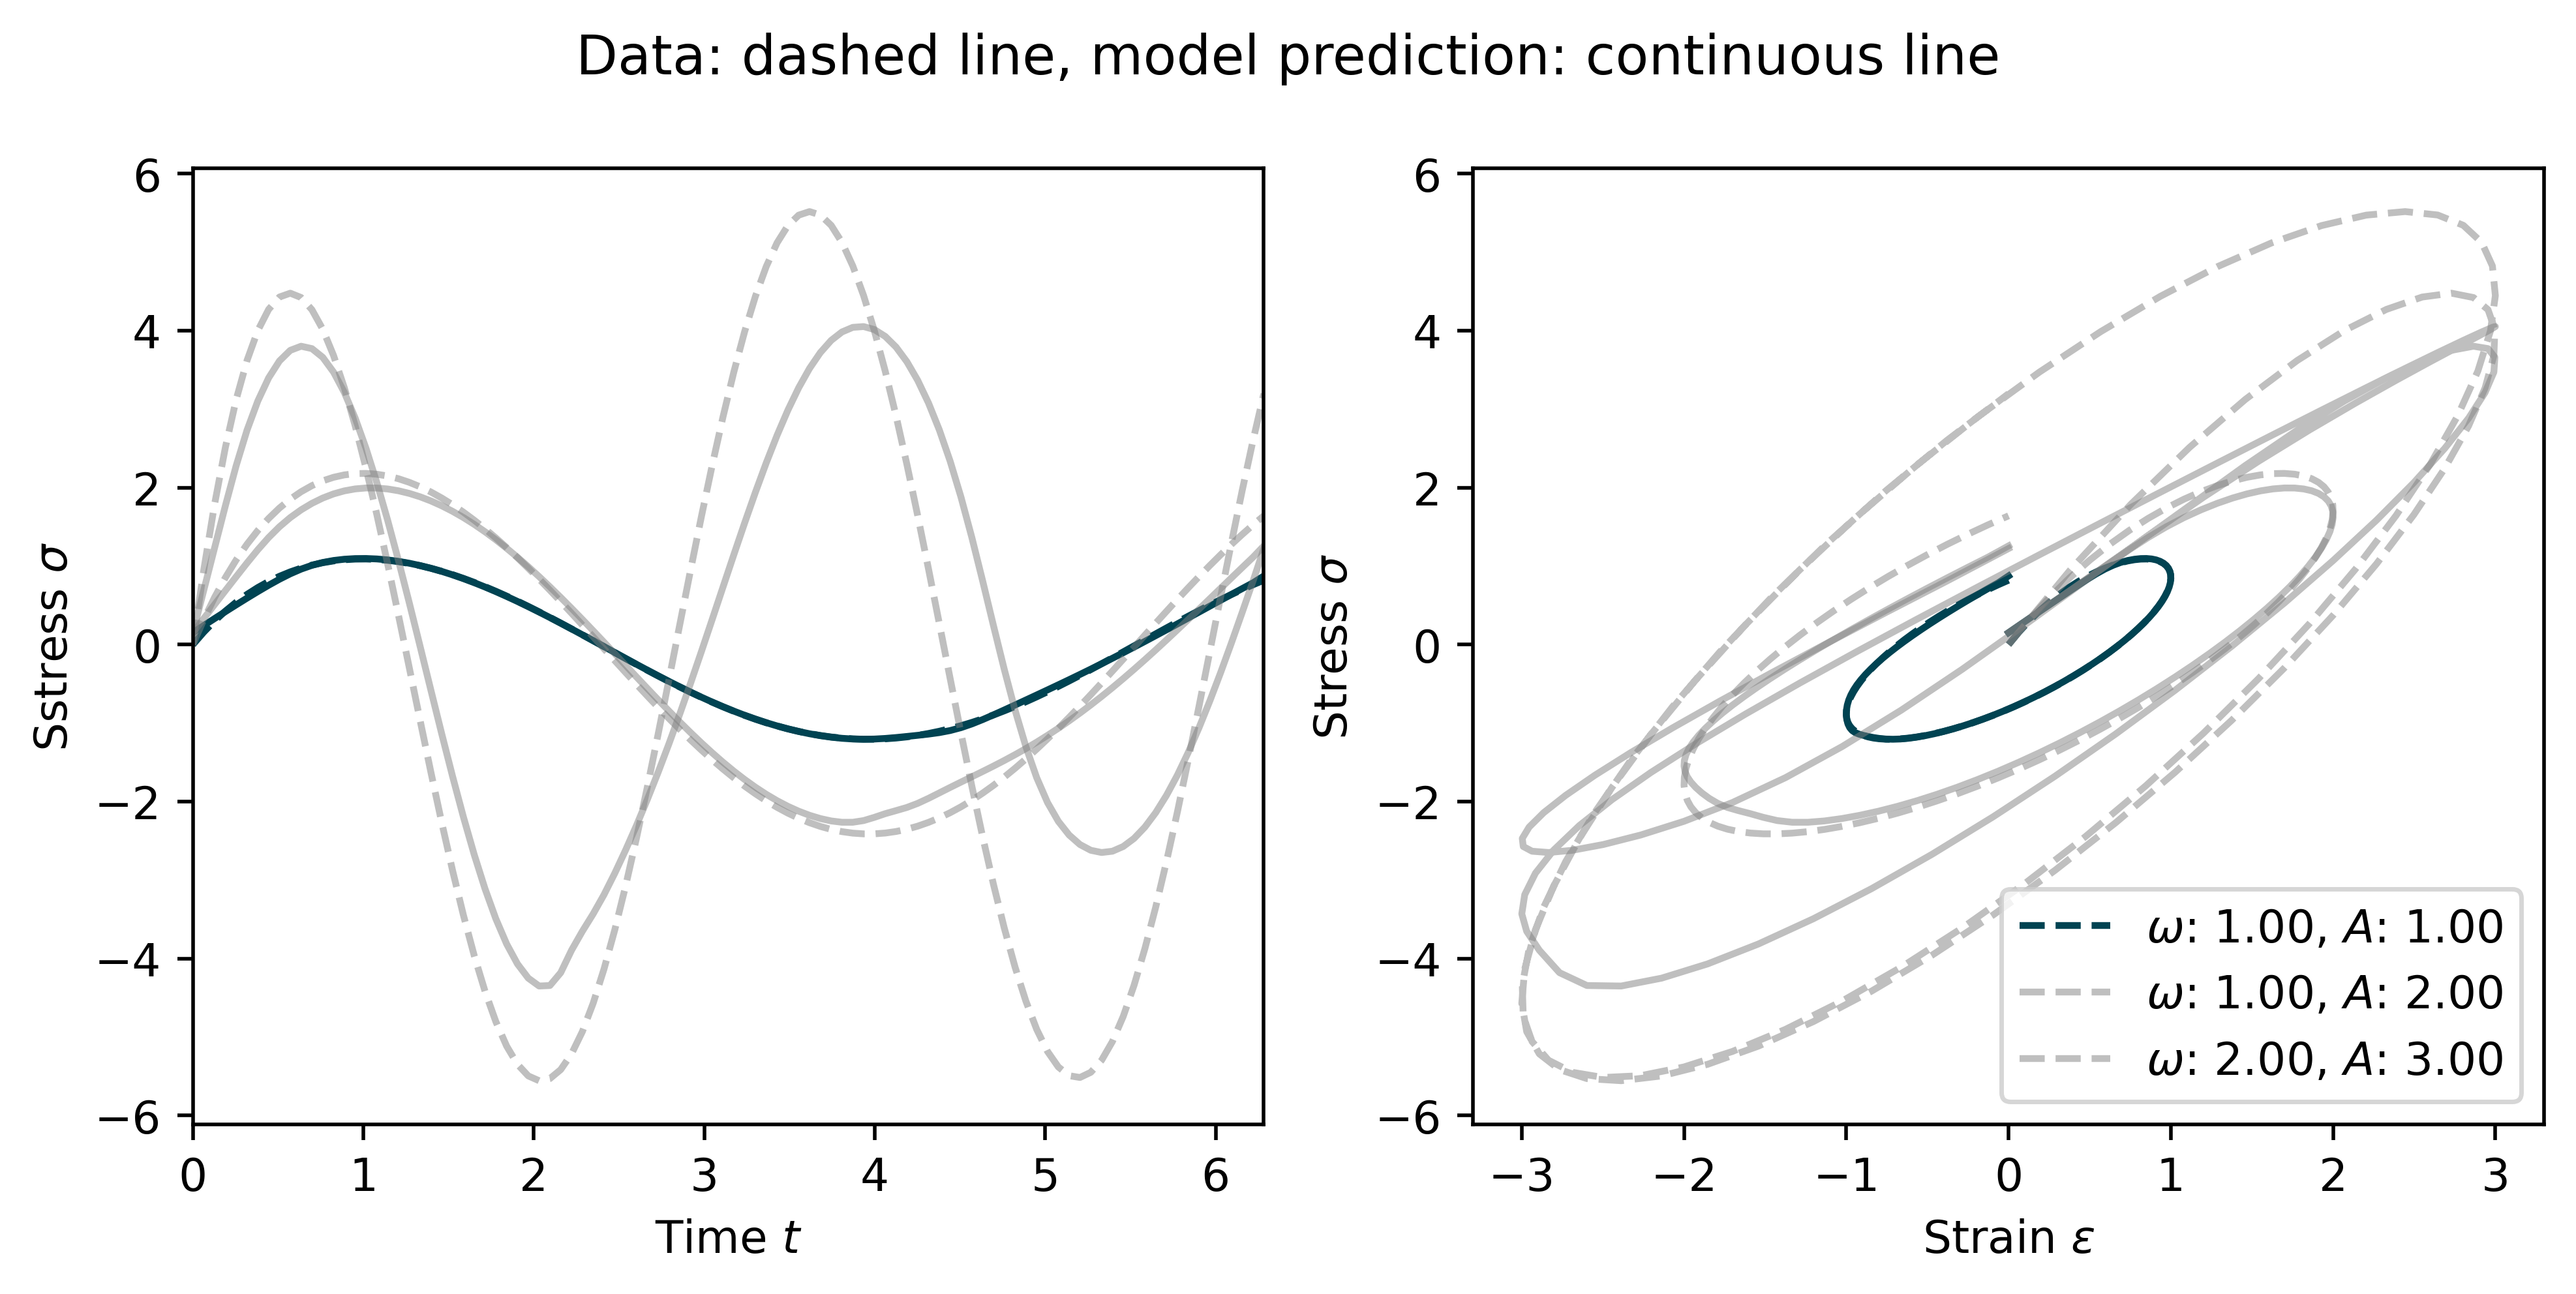 Data: dashed line, model prediction: continuous line
6
4
2
0
−2
−4
−6
Sstress σ
0 1 2 3 4 5 6
Time t
6
4
2
0
−2
−4
−6
Stress σ
−3 −2 −1 0 1 2 3
Strain ε
ω: 1.00, A: 1.00
ω: 1.00, A: 2.00
ω: 2.00, A: 3.00